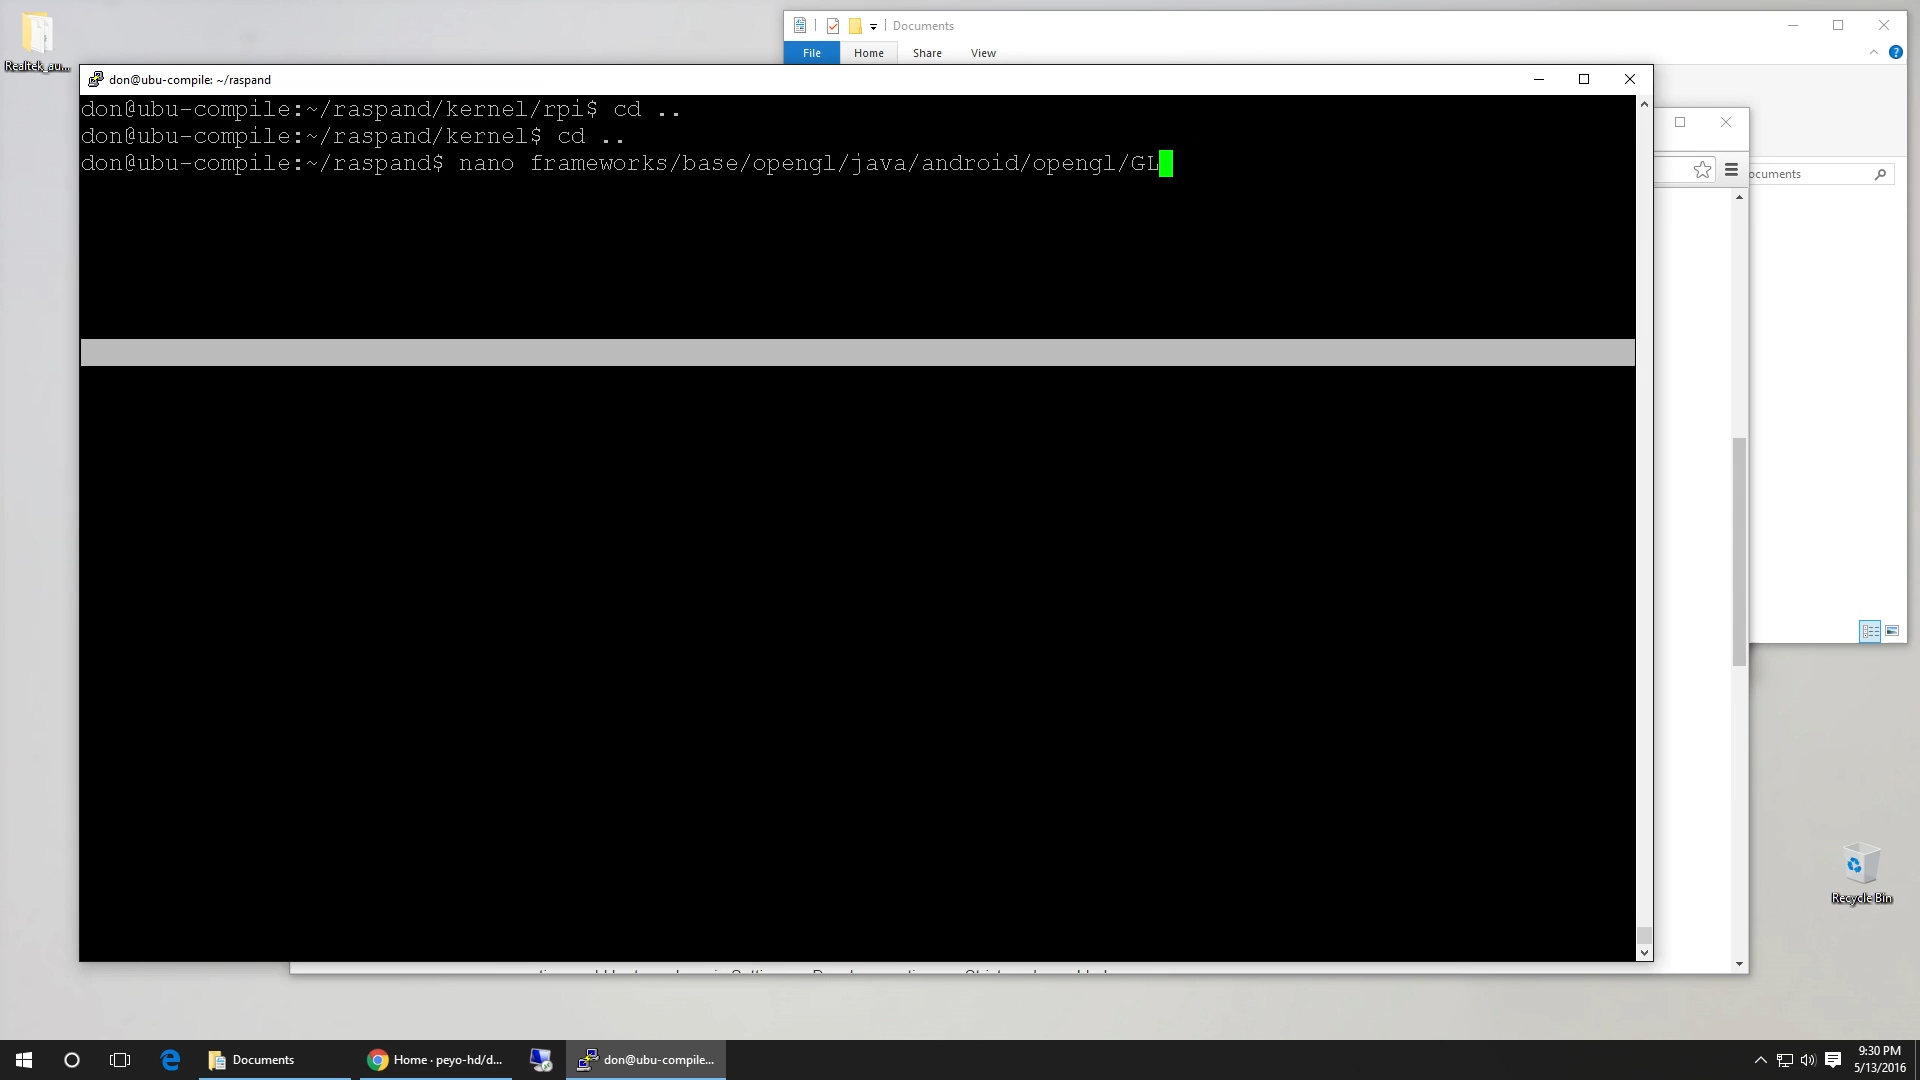 Realtek_au...
Documents
File Home Share View
don@ubu-compile: ~/raspand
don@ubu-compile:~/raspand/kernel/rpi$ cd ..
don@ubu-compile:~/raspand/kernel$ cd ..
don@ubu-compile:~/raspand$ nano frameworks/base/opengl/java/android/opengl/GL
ocuments
Recycle Bin
Documents
Home · peyo-hd/d...
don@ubu-compile...
9:30 PM
5/13/2016